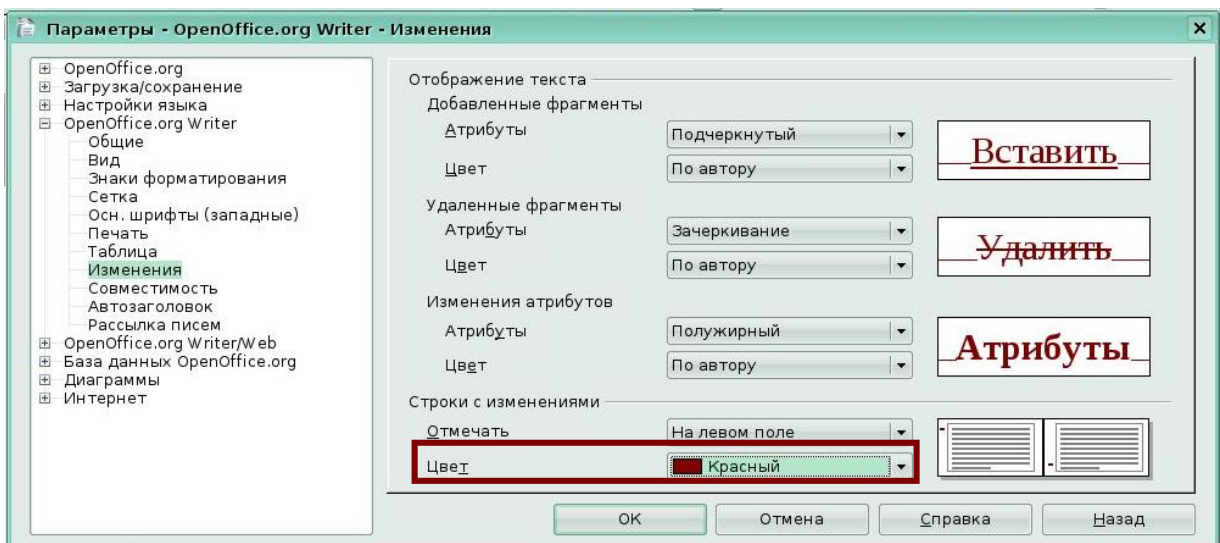 Параметры - OpenOffice.org Writer - Изменения
OpenOffice.org
Загрузка/сохранение
Настройки языка
OpenOffice.org Writer
Общие
Вид
Знаки форматирования
Сетка
Осн. шрифты (западные)
Печать
Таблица
Изменения
Совместимость
Автозаголовок
Рассылка писем
OpenOffice.org Writer/Web
База данных OpenOffice.org
Диаграммы
Интернет
Отображение текста
Добавленные фрагменты
Атрибуты Подчеркнутый
Цвет По автору
Вставить
Удаленные фрагменты
Атрибуты Зачеркивание
Цвет По автору
Удалить
Изменения атрибутов
Атрибуты Полужирный
Цвет По автору
Атрибуты
Строки с изменениями
Отмечать На левом поле
Цвет Красный
OK Отмена Справка Назад